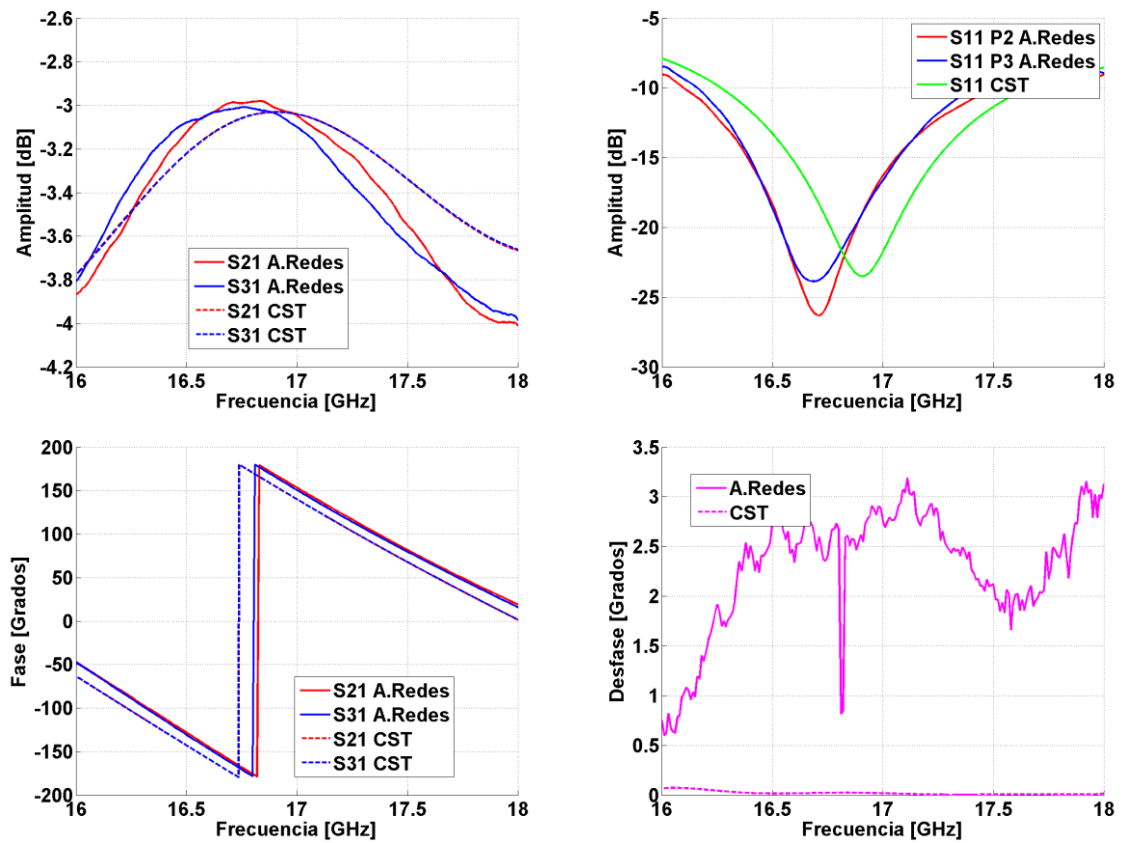 -2.6
-2.8
-3
-3.2
-3.4
-3.6
-3.8
-4
-4.2
Amplitud [dB]
S21 A.Redes
S31 A.Redes
S21 CST
S31 CST
16
16.5
17
17.5
18
Frecuencia [GHz]
-5
-10
-15
-20
-25
-30
Amplitud [dB]
S11 P2 A.Redes
S11 P3 A.Redes
S11 CST
16
16.5
17
17.5
18
Frecuencia [GHz]
200
150
100
50
0
-50
-100
-150
-200
Fase [Grados]
S21 A.Redes
S31 A.Redes
S21 CST
S31 CST
16
16.5
17
17.5
18
Frecuencia [GHz]
3.5
3
2.5
2
1.5
1
0.5
0
Desfase [Grados]
A.Redes
CST
16
16.5
17
17.5
18
Frecuencia [GHz]